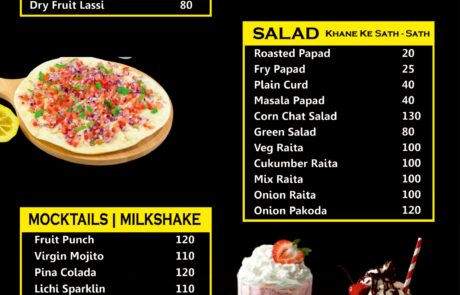 Dry Fruit Lassi 80
SALAD Khane Ke Sath - Sath
Roasted Papad 20
Fry Papad 25
Plain Curd 40
Masala Papad 40
Corn Chat Salad 130
Green Salad 80
Veg Raita 100
Cukumber Raita 100
Mix Raita 100
Onion Raita 100
Onion Pakoda 120
MOCKTAILS | MILKSHAKE
Fruit Punch 120
Virgin Mojito 110
Pina Colada 120
Lichi Sparklin 110